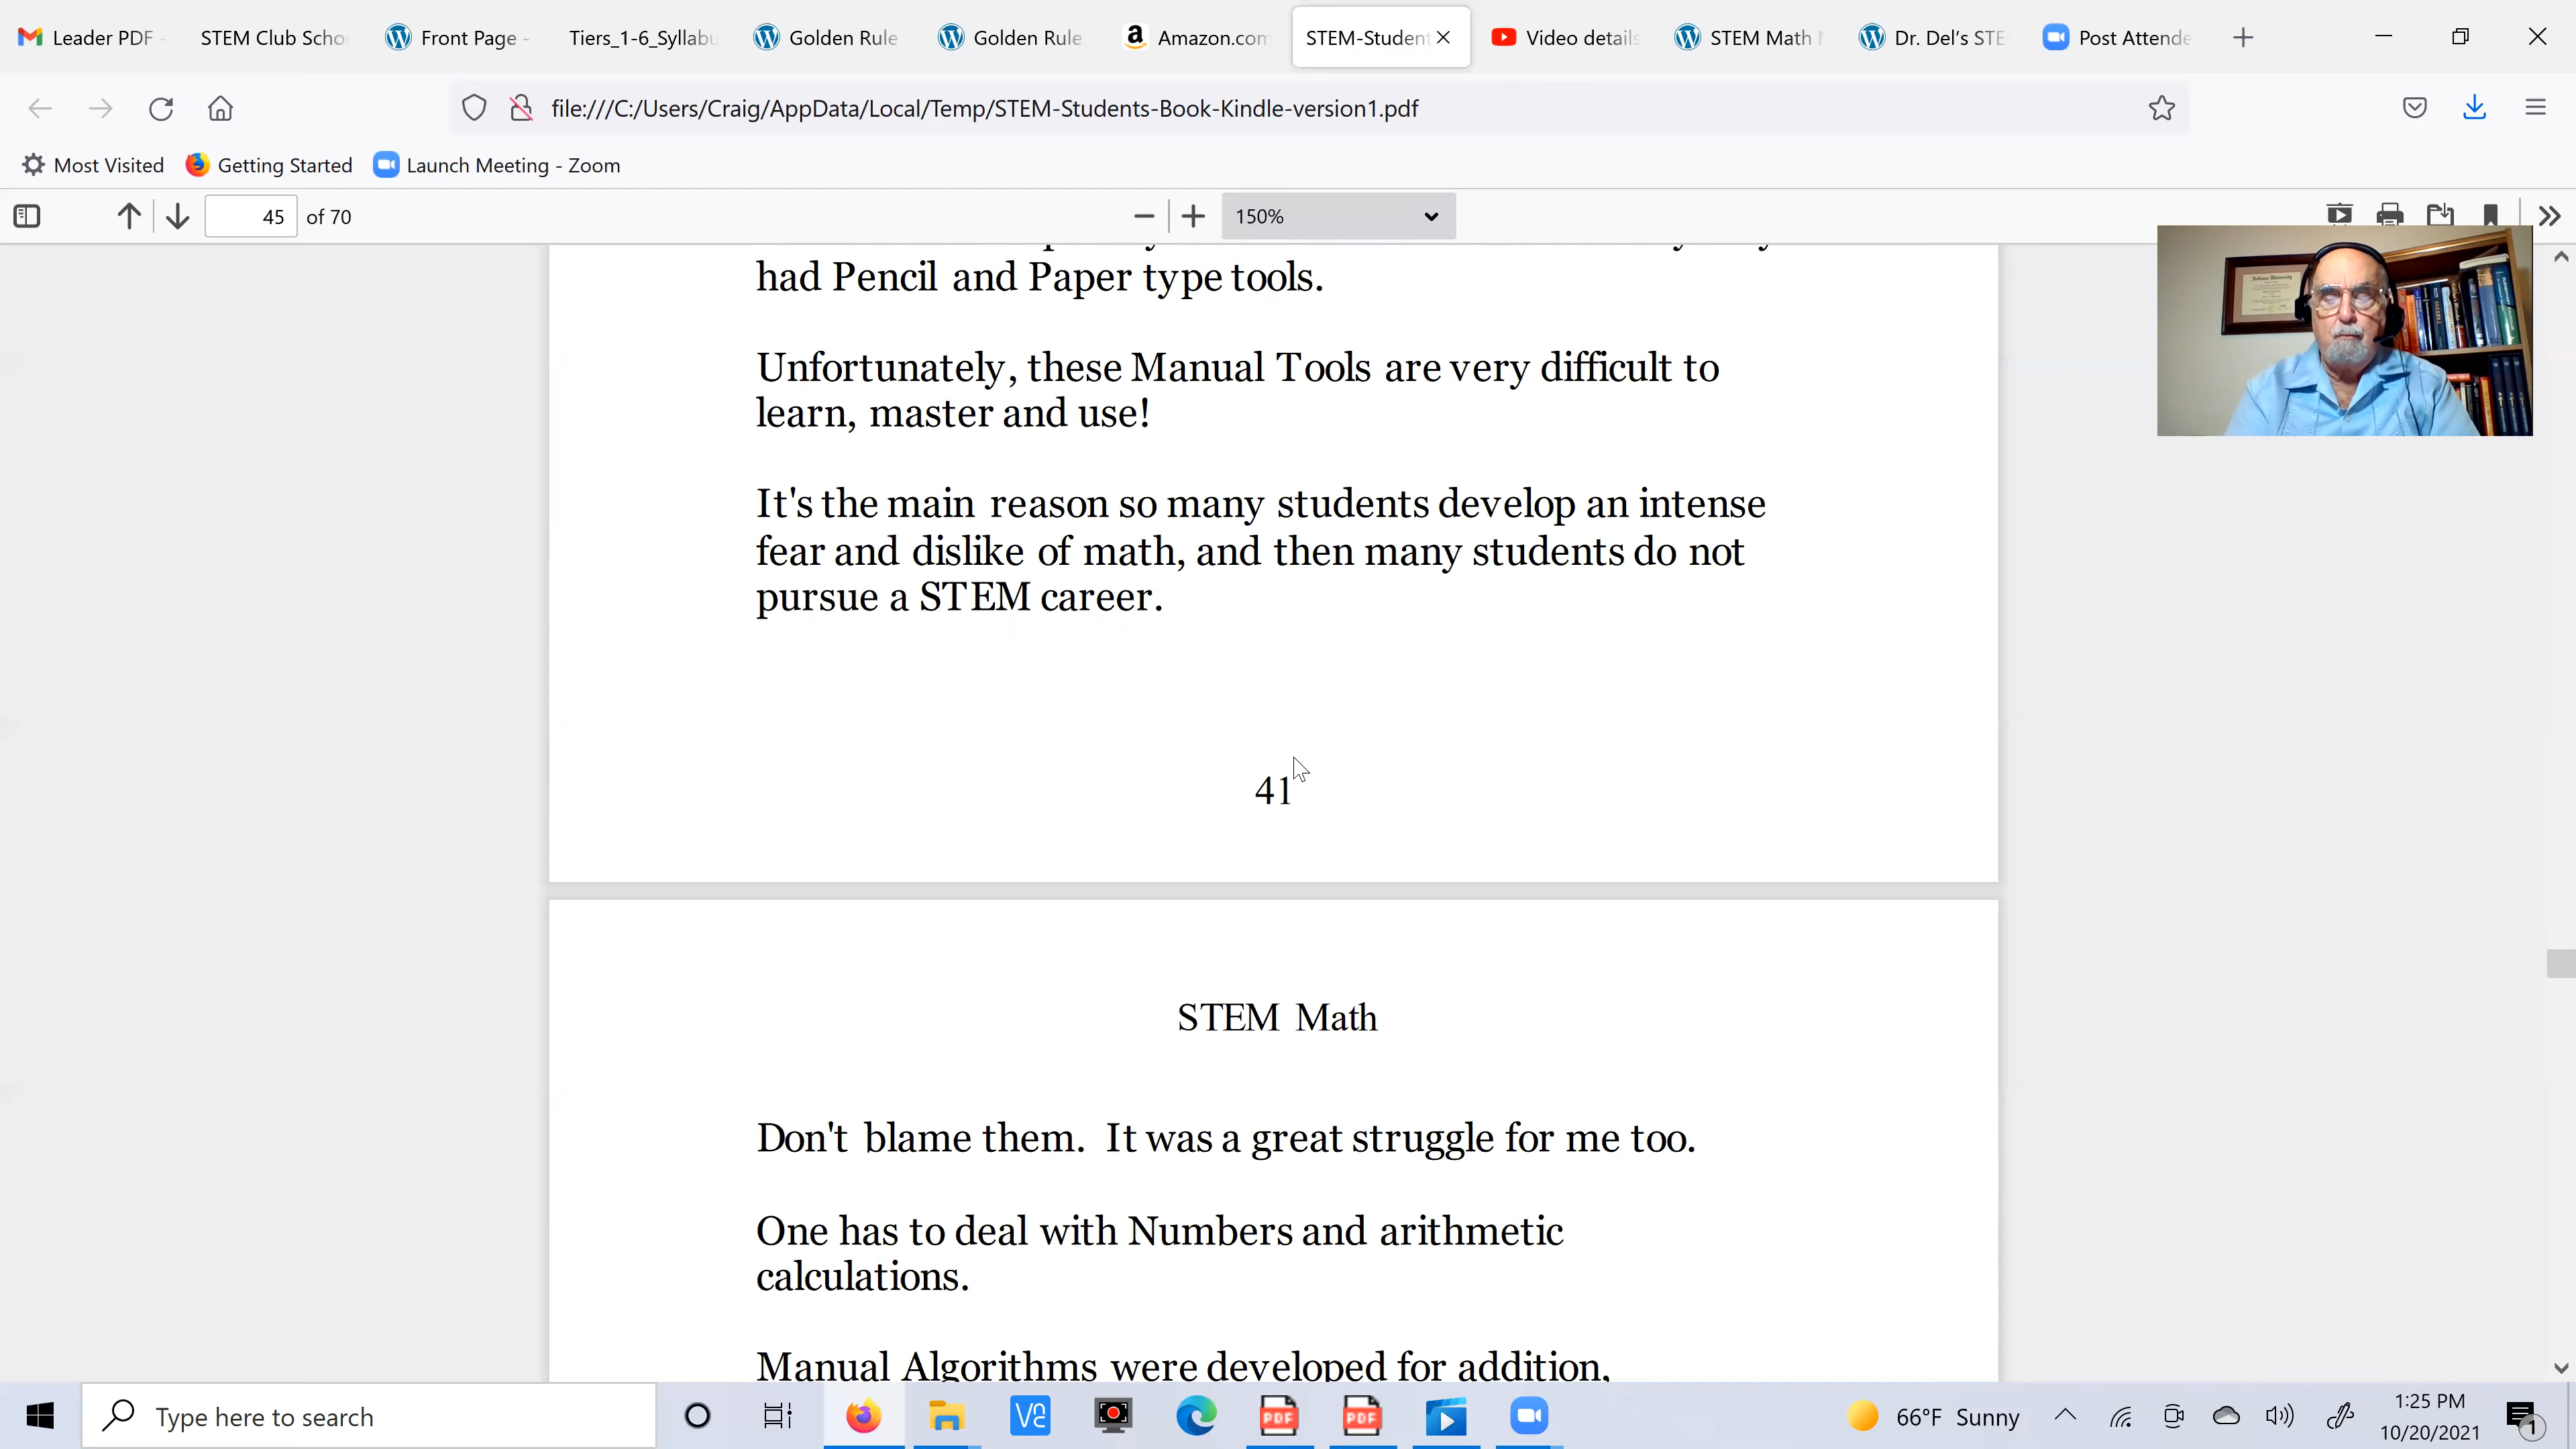 Leader PDF -
STEM Club Scho
Front Page -
Tiers_1-6_Syllabu
Golden Rule
Golden Rule
Amazon.com
STEM-Student
Video details
STEM Math M
Dr. Del's STE
Post Attende
file:///C:/Users/Craig/AppData/Local/Temp/STEM-Students-Book-Kindle-version1.pdf
Most Visited
Getting Started
Launch Meeting - Zoom
45 of 70
150%
had Pencil and Paper type tools.
Unfortunately, these Manual Tools are very difficult to
learn, master and use!
It's the main reason so many students develop an intense
fear and dislike of math, and then many students do not
pursue a STEM career.
41
STEM Math
Don't blame them. It was a great struggle for me too.
One has to deal with Numbers and arithmetic
calculations.
Manual Algorithms were developed for addition,
Type here to search
PDF
PDF
66°F Sunny
1:25 PM
10/20/2021
1